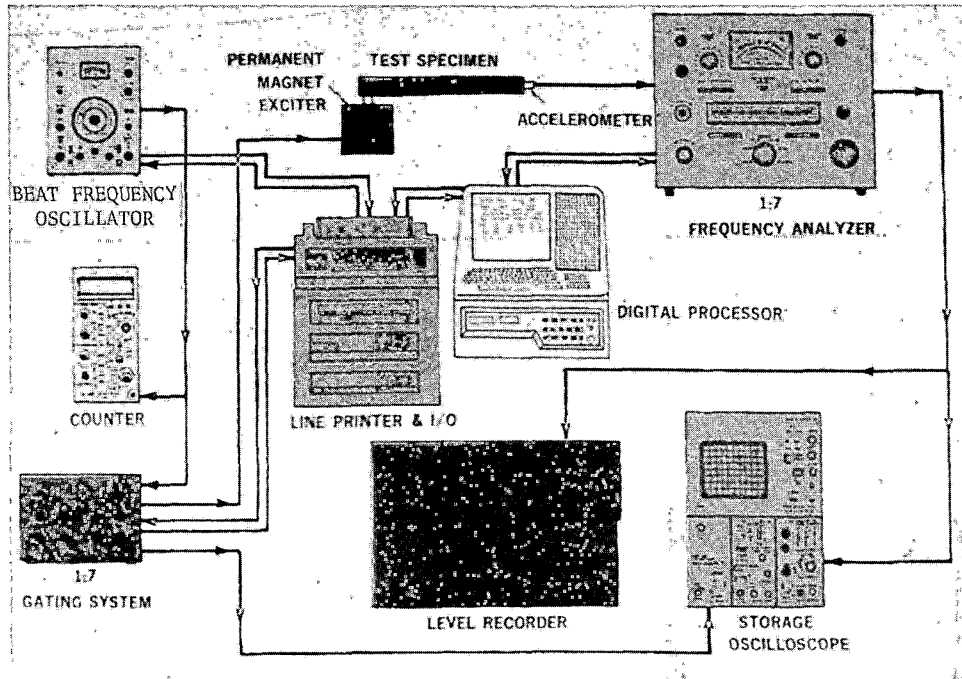 PERMANENT
MAGNET
EXCITER
TEST SPECIMEN
ACCELEROMETER
BEAT FREQUENCY
OSCILLATOR
1:7
FREQUENCY ANALYZER
DIGITAL PROCESSOR
COUNTER
LINE PRINTER & I/O
1:7
GATING SYSTEM
LEVEL RECORDER
STORAGE
OSCILLOSCOPE